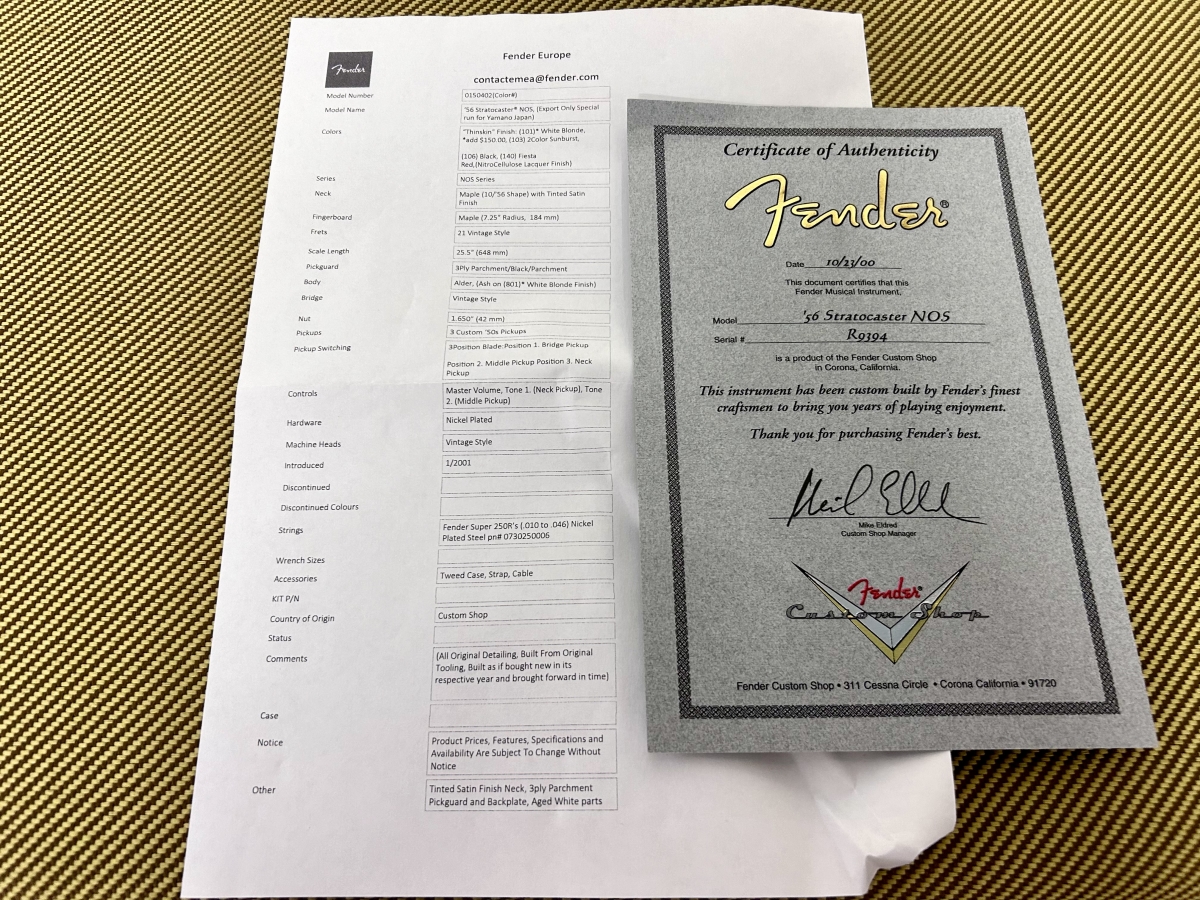 Fender
Fender Europe
contactemea@fender.com
Model Number
0150402(Color#)
Model Name
'56 Stratocaster® NOS, (Export Only Special
run for Yamano Japan)
Colors
"Thinskin" Finish: (101)* White Blonde,
*add $150.00, (103) 2Color Sunburst,
(106) Black, (140) Fiesta
Red,(NitroCellulose Lacquer Finish)
Series
NOS Series
Neck
Maple (10/'56 Shape) with Tinted Satin
Finish
Fingerboard
Maple (7.25" Radius, 184 mm)
Frets
21 Vintage Style
Scale Length
25.5" (648 mm)
Pickguard
3Ply Parchment/Black/Parchment
Body
Alder, (Ash on (801)* White Blonde Finish)
Bridge
Vintage Style
Nut
1.650" (42 mm)
Pickups
3 Custom '50s Pickups
Pickup Switching
3Position Blade:Position 1. Bridge Pickup
Position 2. Middle Pickup Position 3. Neck
Pickup
Controls
Master Volume, Tone 1. (Neck Pickup), Tone
2. (Middle Pickup)
Hardware
Nickel Plated
Machine Heads
Vintage Style
Introduced
1/2001
Discontinued
Discontinued Colours
Strings
Fender Super 250R's (.010 to .046) Nickel
Plated Steel pn# 0730250006
Wrench Sizes
Accessories
Tweed Case, Strap, Cable
KIT P/N
Country of Origin
Custom Shop
Status
Comments
(All Original Detailing, Built From Original
Tooling, Built as if bought new in its
respective year and brought forward in time)
Case
Notice
Product Prices, Features, Specifications and
Availability Are Subject To Change Without
Notice
Other
Tinted Satin Finish Neck, 3ply Parchment
Pickguard and Backplate, Aged White parts
Certificate of Authenticity
Fender®
Date 10/23/00
This document certifies that this
Fender Musical Instrument,
Model '56 Stratocaster NOS
Serial # R9394
is a product of the Fender Custom Shop
in Corona, California.
This instrument has been custom built by Fender's finest
craftsmen to bring you years of playing enjoyment.
Thank you for purchasing Fender's best.
Mike Eldred
Mike Eldred
Custom Shop Manager
Fender®
Custom Shop
Fender Custom Shop • 311 Cessna Circle • Corona California • 91720